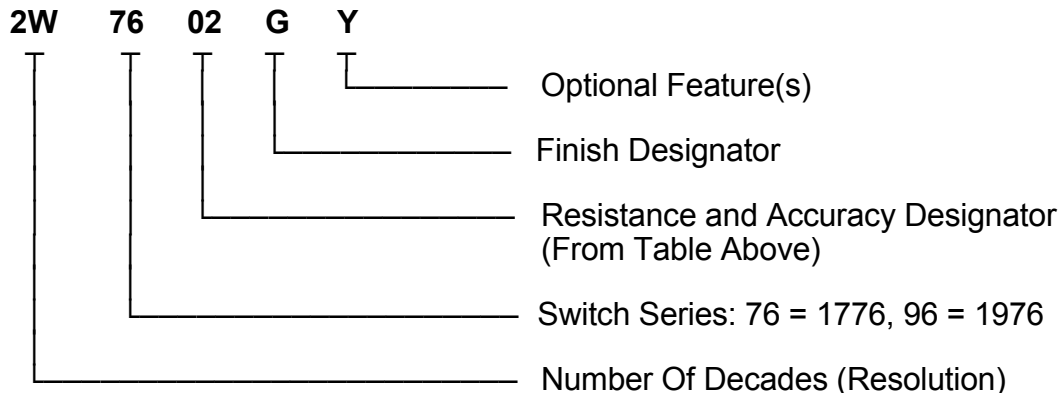 2W 76 02 G Y
Optional Feature(s)
Finish Designator
Resistance and Accuracy Designator
(From Table Above)
Switch Series: 76 = 1776, 96 = 1976
Number Of Decades (Resolution)